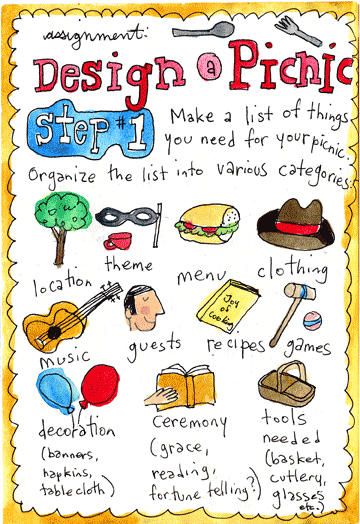 assignment:
Design a Picnic
Step #1
Make a list of things
you need for your picnic.
Organize the list into various categories.
location
theme
menu
clothing
music
guests
Joy
of
Cooking
recipes
games
decoration
(banners,
napkins,
tablecloth)
Ceremony
(grace,
reading,
fortune telling?)
tools
needed
(basket,
cutlery,
glasses
etc.)